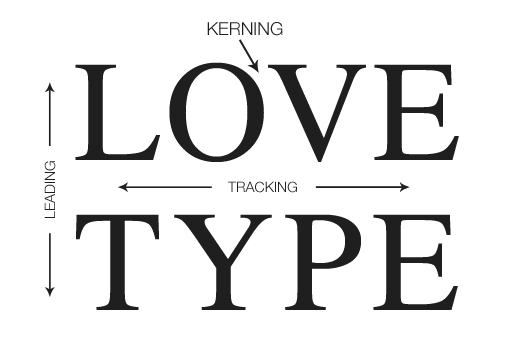 KERNING
LOVE
LEADING
TRACKING
TYPE